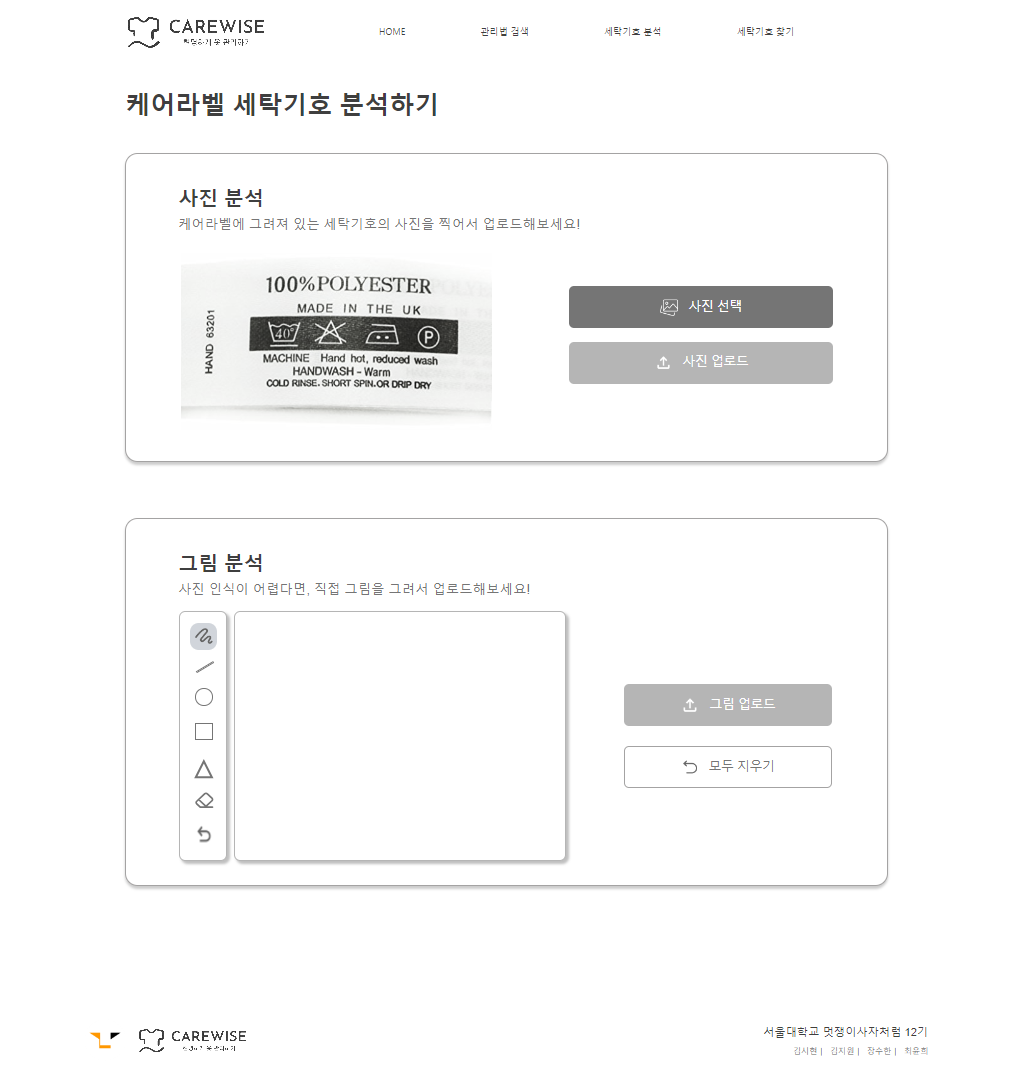 CAREWISE
HOME 관리법 검색 세탁기호 분석 세탁기호 찾기
케어라벨 세탁기호 분석하기
사진 분석
케어라벨에 그려져 있는 세탁기호의 사진을 찍어서 업로드해보세요!
100% POLYESTER
MADE IN THE UK
40° P
MACHINE Hand hot, reduced wash
HANDWASH - Warm
COLD RINSE. SHORT SPIN. OR DRIP DRY
HAND 63201
사진 선택
사진 업로드
그림 분석
사진 인식이 어렵다면, 직접 그림을 그려서 업로드해보세요!
그림 업로드
모두 지우기
CAREWISE
서울대학교 멋쟁이사자처럼 12기
김시현 | 김지원 | 장수한 | 최윤희